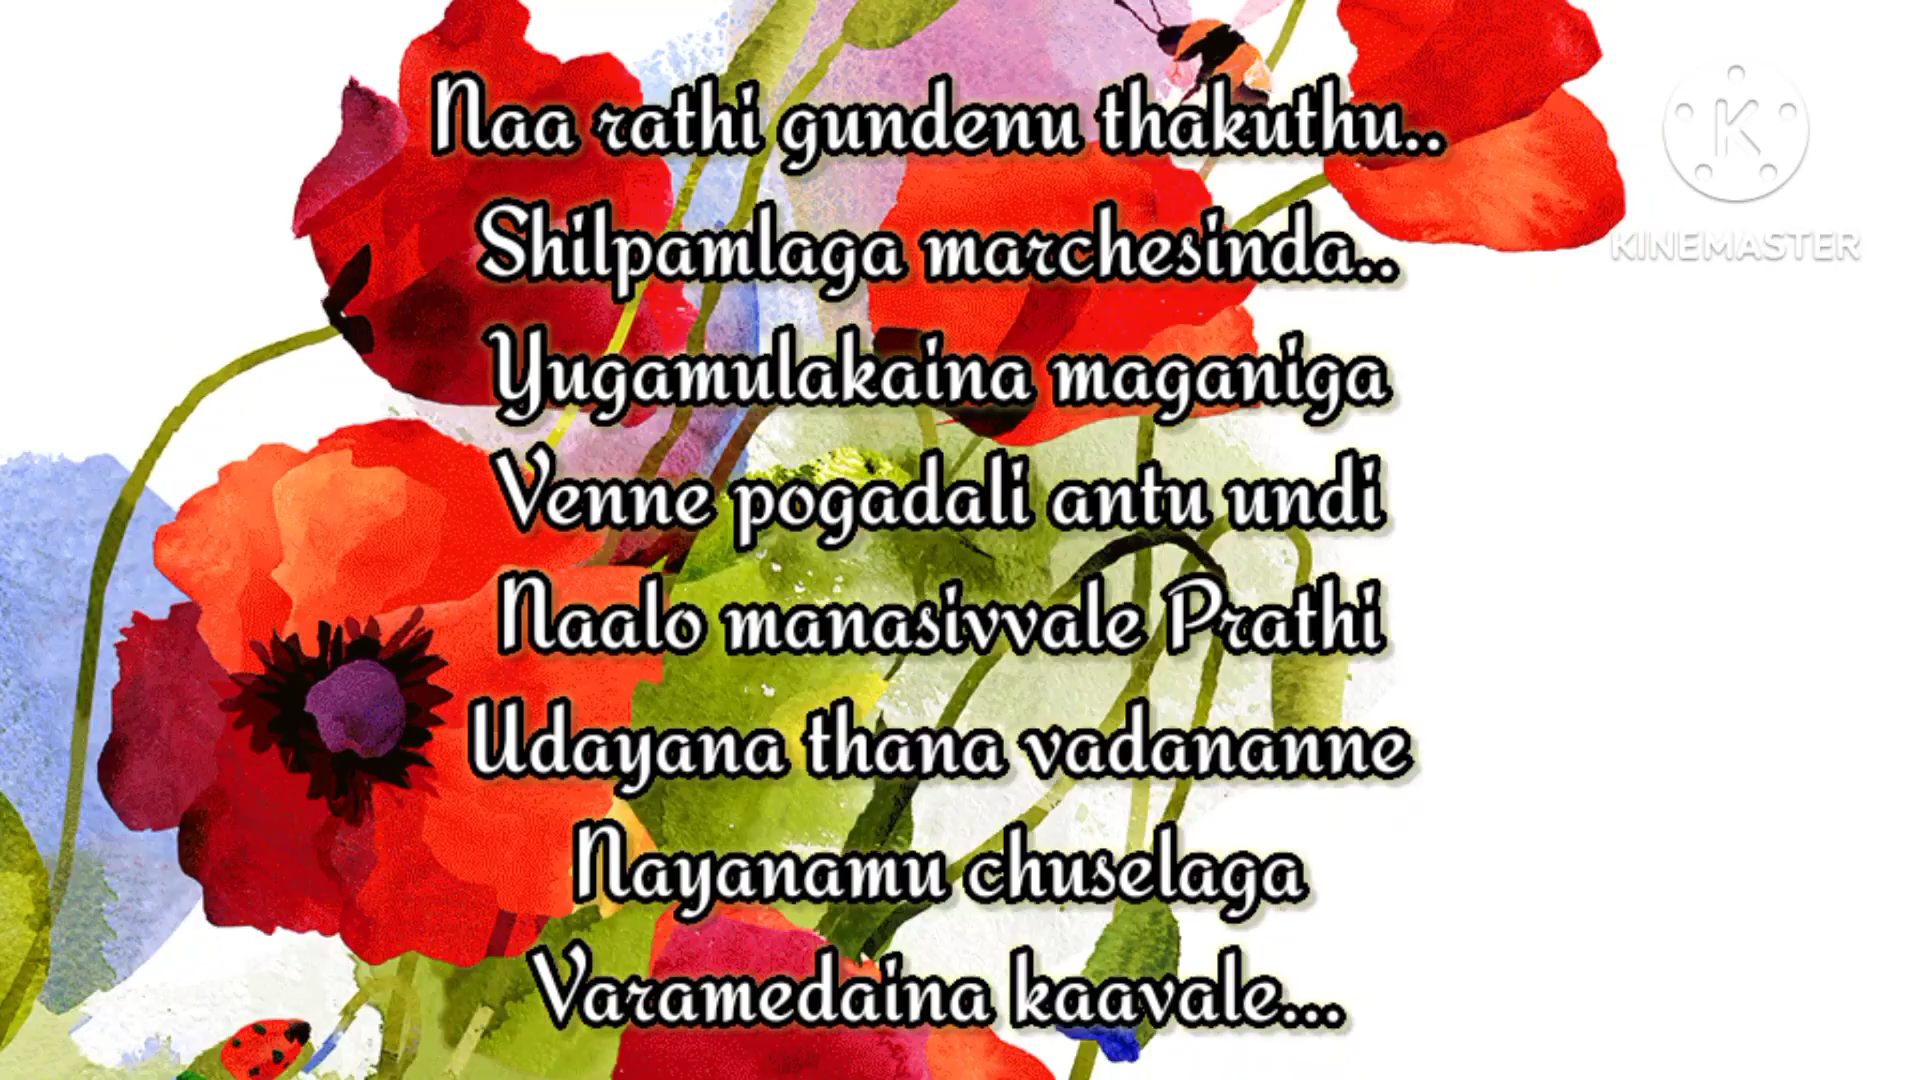 Naa rathi gundenu thakuthu..
Shilpamlaga marchesinda..
Yugamulakaina maganiga
Venne pogadali antu undi
Naalo manasivvale Prathi
Udayana thana vadananne
Nayanamu chuselaga
Varamedaina kaavale...
K
KINEMASTER